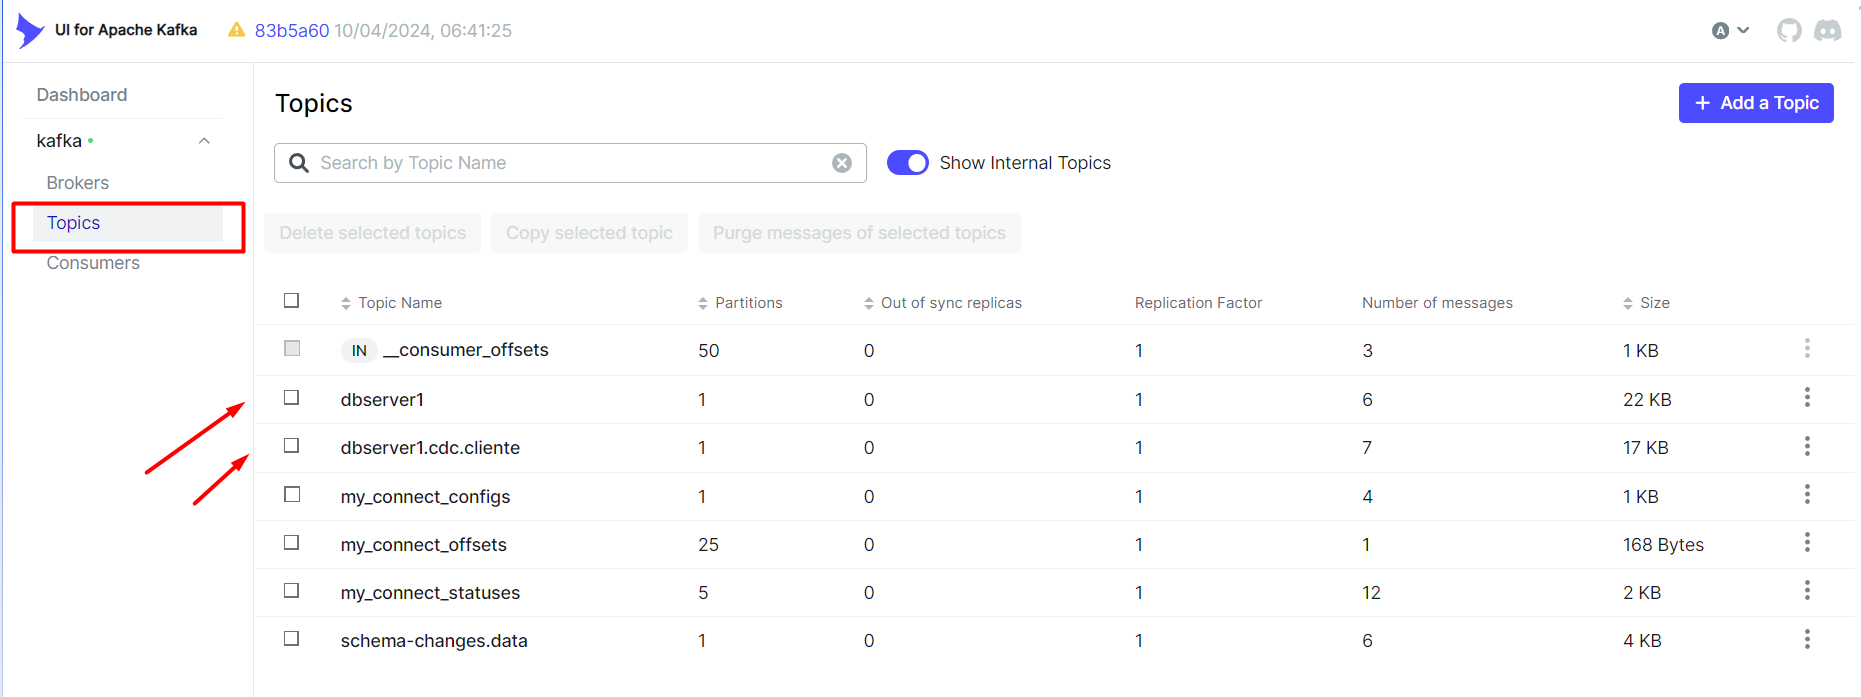 UI for Apache Kafka 83b5a60 10/04/2024, 06:41:25 A
Dashboard
kafka
Brokers
Topics
Consumers
Topics
+ Add a Topic
Search by Topic Name
Show Internal Topics
Delete selected topics Copy selected topic Purge messages of selected topics
Topic Name Partitions Out of sync replicas Replication Factor Number of messages Size
IN __consumer_offsets 50 0 1 3 1 KB
dbserver1 1 0 1 6 22 KB
dbserver1.cdc.cliente 1 0 1 7 17 KB
my_connect_configs 1 0 1 4 1 KB
my_connect_offsets 25 0 1 1 168 Bytes
my_connect_statuses 5 0 1 12 2 KB
schema-changes.data 1 0 1 6 4 KB